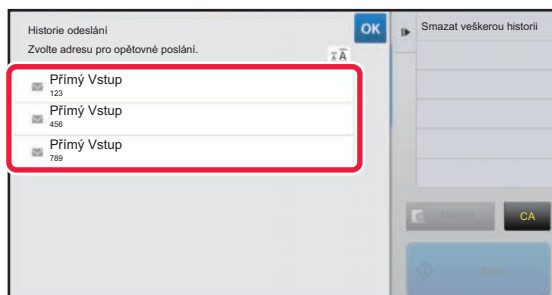 Historie odeslání
OK
Smazat veškerou historii
Zvolte adresu pro opětovné poslání.
Přímý Vstup
123
Přímý Vstup
456
Přímý Vstup
789
CA